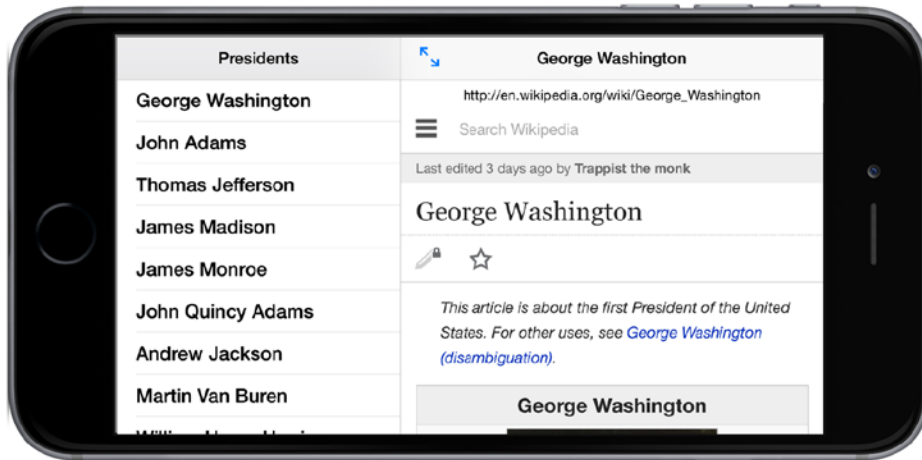 Presidents
George Washington
John Adams
Thomas Jefferson
James Madison
James Monroe
John Quincy Adams
Andrew Jackson
Martin Van Buren
George Washington
http://en.wikipedia.org/wiki/George_Washington
Search Wikipedia
Last edited 3 days ago by Trappist the monk
George Washington
This article is about the first President of the United
States. For other uses, see George Washington
(disambiguation).
George Washington